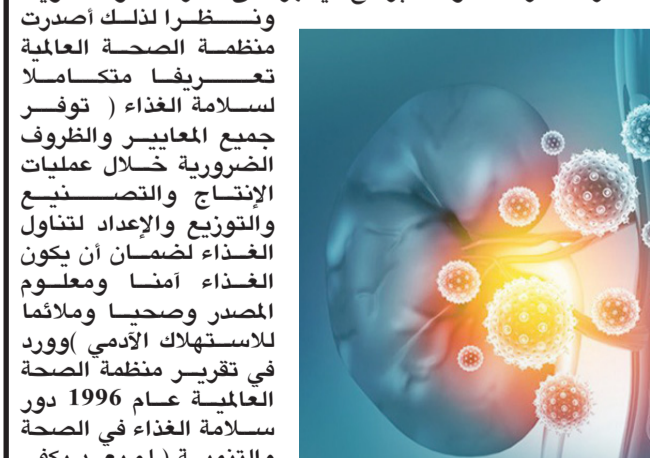 ونظرا لذلك أصدرت
منظمة الصحة العالمية
تعريفا متكاملا
لسلامة الغذاء ( توفر
جميع المعايير والظروف
الضرورية خلال عمليات
الإنتاج والتصنيع
والتوزيع والإعداد لتناول
الغذاء لضمان أن يكون
الغذاء آمنا ومعلوم
المصدر وصحيا وملائما
للاستهلاك الآدمي )وورد
في تقرير منظمة الصحة
العالمية عام 1996 دور
سلامة الغذاء في الصحة